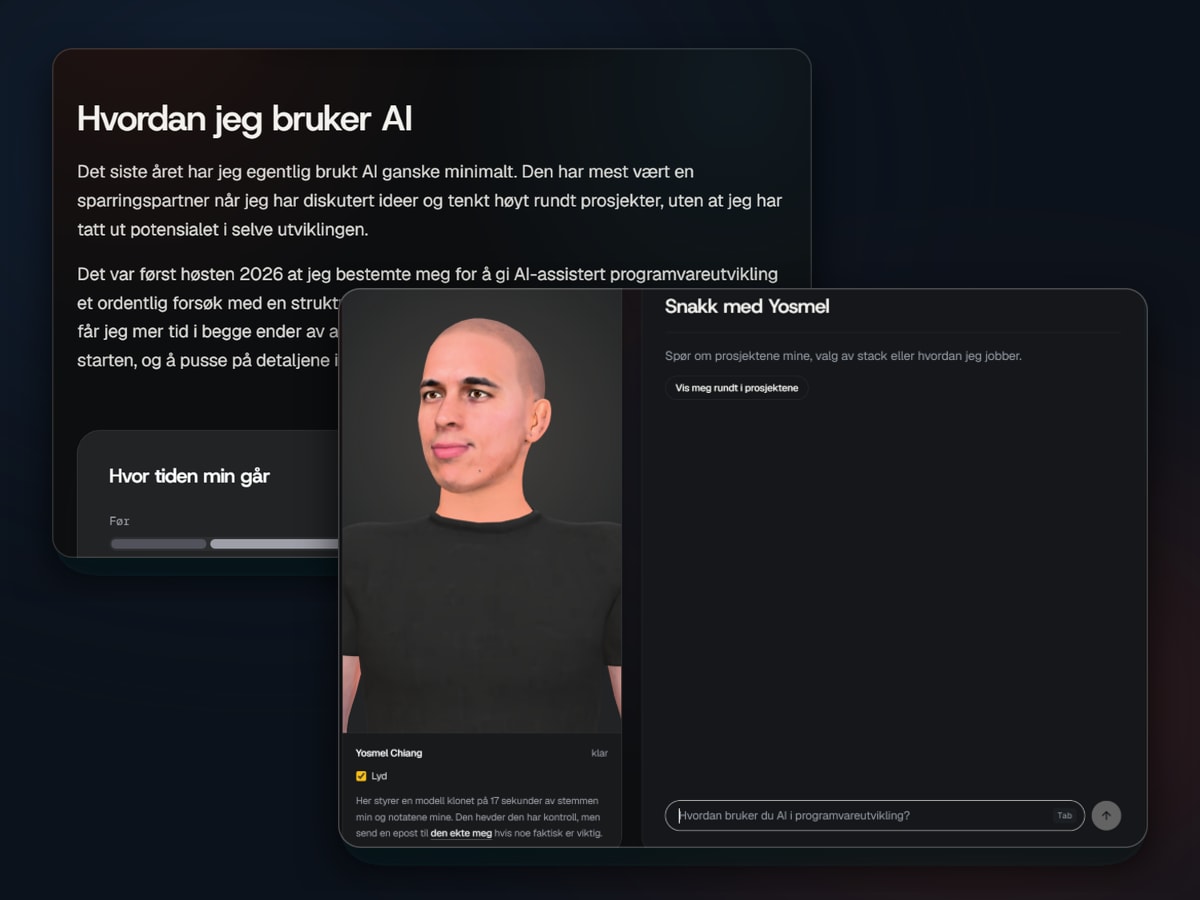 Hvordan jeg bruker AI
Det siste året har jeg egentlig brukt AI ganske minimalt. Den har mest vært en
sparringspartner når jeg har diskutert ideer og tenkt høyt rundt prosjekter, uten at jeg har
tatt ut potensialet i selve utviklingen.
Det var først høsten 2026 at jeg bestemte meg for å gi AI-assistert programvareutvikling
et ordentlig forsøk med en strukt
får jeg mer tid i begge ender av a
starten, og å pusse på detaljene i
Hvor tiden min går
Før
Snakk med Yosmel
Spør om prosjektene mine, valg av stack eller hvordan jeg jobber.
Vis meg rundt i prosjektene
Yosmel Chiang klar
Lyd
Her styrer en modell klonet på 17 sekunder av stemmen
min og notatene mine. Den hevder den har kontroll, men
send en epost til den ekte meg hvis noe faktisk er viktig.
Hvordan bruker du AI i programvareutvikling? Tab